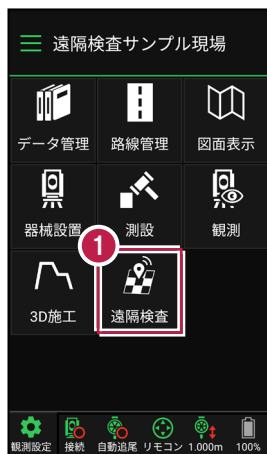 遠隔検査サンプル現場
データ管理 路線管理 図面表示
器械設置 測設 観測
1
3D施工 遠隔検査
観測設定 接続 自動追尾 リモコン 1.000m 100%